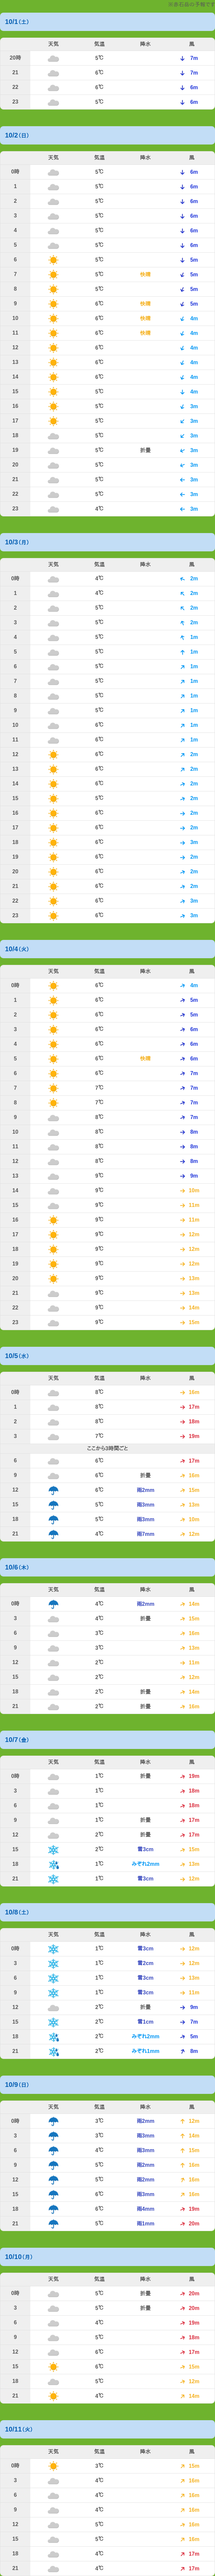 10/1(土)
天気 気温 降水 風
20時 5℃ 7m
21 6℃ 7m
22 6℃ 6m
23 5℃ 6m
10/2(日)
天気 気温 降水 風
0時 5℃ 6m
1 5℃ 6m
2 5℃ 6m
3 5℃ 6m
4 5℃ 6m
5 5℃ 6m
6 5℃ 5m
7 5℃ 快晴 5m
8 5℃ 5m
9 6℃ 快晴 5m
10 6℃ 快晴 4m
11 6℃ 快晴 4m
12 6℃ 4m
13 6℃ 4m
14 6℃ 4m
15 5℃ 4m
16 5℃ 3m
17 5℃ 3m
18 5℃ 3m
19 5℃ 折曇 3m
20 5℃ 3m
21 5℃ 3m
22 5℃ 3m
23 4℃ 3m
10/3(月)
天気 気温 降水 風
0時 4℃ 2m
1 4℃ 2m
2 5℃ 2m
3 5℃ 2m
4 5℃ 1m
5 5℃ 1m
6 5℃ 1m
7 5℃ 1m
8 5℃ 1m
9 5℃ 1m
10 6℃ 1m
11 6℃ 1m
12 6℃ 2m
13 6℃ 2m
14 6℃ 2m
15 5℃ 2m
16 5℃ 2m
17 6℃ 2m
18 6℃ 3m
19 6℃ 2m
20 6℃ 2m
21 6℃ 2m
22 6℃ 3m
23 6℃ 3m
10/4(火)
天気 気温 降水 風
0時 6℃ 4m
1 6℃ 5m
2 6℃ 5m
3 6℃ 6m
4 6℃ 6m
5 6℃ 快晴 6m
6 6℃ 7m
7 7℃ 7m
8 7℃ 7m
9 8℃ 7m
10 8℃ 8m
11 8℃ 8m
12 8℃ 8m
13 9℃ 9m
14 9℃ 10m
15 9℃ 11m
16 9℃ 11m
17 9℃ 12m
18 9℃ 12m
19 9℃ 12m
20 9℃ 13m
21 9℃ 13m
22 9℃ 14m
23 9℃ 15m
10/5(水)
天気 気温 降水 風
0時 8℃ 16m
1 8℃ 17m
2 8℃ 18m
3 7℃ 19m
ここから3時間ごと
6 6℃ 17m
9 6℃ 折曇 16m
12 6℃ 雨2mm 15m
15 5℃ 雨3mm 13m
18 5℃ 雨3mm 10m
21 4℃ 雨7mm 12m
10/6(木)
天気 気温 降水 風
0時 4℃ 雨2mm 14m
3 4℃ 折曇 15m
6 3℃ 16m
9 3℃ 13m
12 2℃ 11m
15 2℃ 12m
18 2℃ 折曇 14m
21 2℃ 折曇 16m
10/7(金)
天気 気温 降水 風
0時 1℃ 折曇 19m
3 1℃ 18m
6 1℃ 18m
9 1℃ 折曇 17m
12 2℃ 折曇 17m
15 2℃ 雪3cm 15m
18 1℃ みぞれ2mm 13m
21 1℃ 雪3cm 12m
10/8(土)
天気 気温 降水 風
0時 1℃ 雪3cm 12m
3 1℃ 雪2cm 12m
6 1℃ 雪3cm 13m
9 1℃ 雪3cm 11m
12 2℃ 折曇 9m
15 2℃ 雪1cm 7m
18 2℃ みぞれ2mm 5m
21 2℃ みぞれ1mm 8m
10/9(日)
天気 気温 降水 風
0時 3℃ 雨2mm 12m
3 3℃ 雨3mm 14m
6 4℃ 雨3mm 15m
9 5℃ 雨2mm 16m
12 5℃ 雨2mm 16m
15 6℃ 雨3mm 16m
18 6℃ 雨4mm 19m
21 5℃ 雨1mm 20m
10/10(月)
天気 気温 降水 風
0時 5℃ 折曇 20m
3 5℃ 折曇 20m
6 4℃ 19m
9 5℃ 18m
12 6℃ 17m
15 6℃ 15m
18 5℃ 12m
21 4℃ 14m
10/11(火)
天気 気温 降水 風
0時 3℃ 15m
3 4℃ 16m
6 4℃ 16m
9 4℃ 16m
12 5℃ 16m
15 5℃ 16m
18 4℃ 17m
21 4℃ 17m